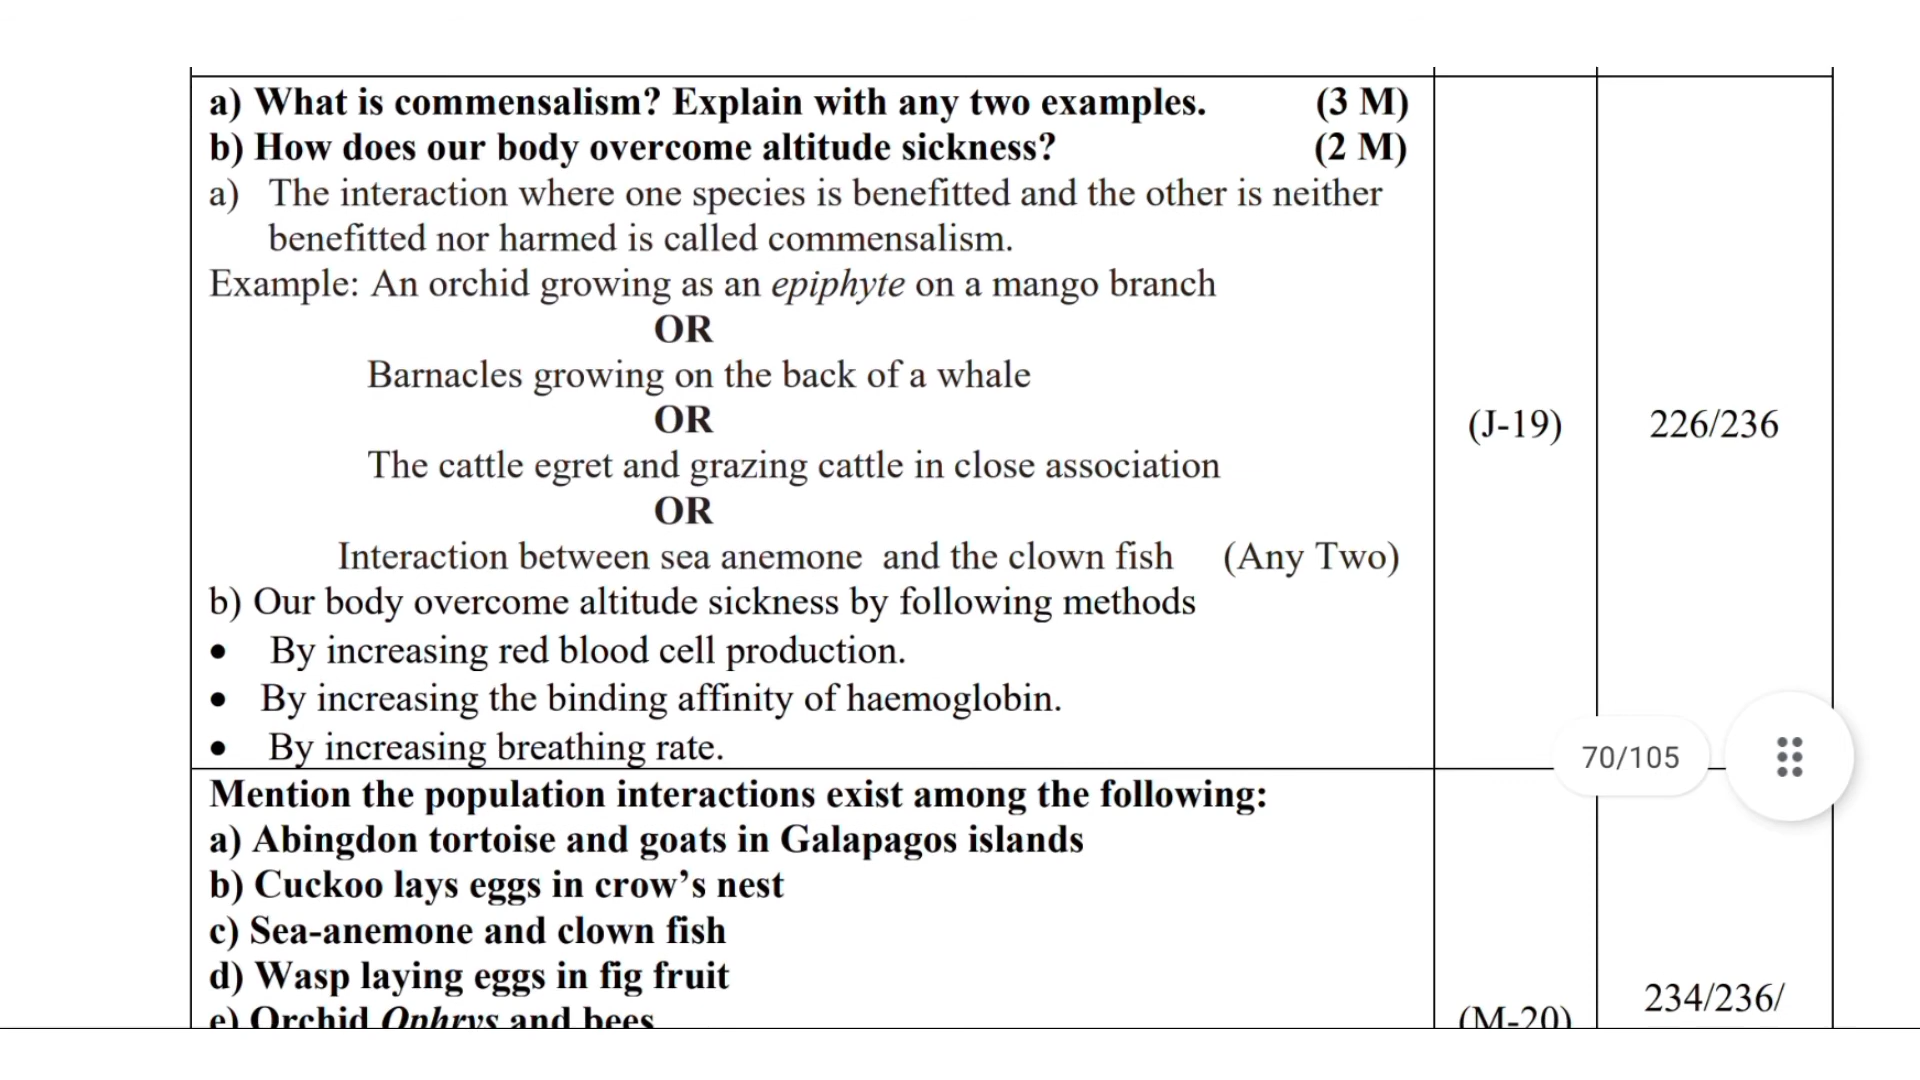 a) What is commensalism? Explain with any two examples. (3 M)
b) How does our body overcome altitude sickness? (2 M)
a) The interaction where one species is benefitted and the other is neither
benefitted nor harmed is called commensalism.
Example: An orchid growing as an epiphyte on a mango branch
OR
Barnacles growing on the back of a whale
OR
The cattle egret and grazing cattle in close association
OR
Interaction between sea anemone and the clown fish (Any Two)
b) Our body overcome altitude sickness by following methods
• By increasing red blood cell production.
• By increasing the binding affinity of haemoglobin.
• By increasing breathing rate.
(J-19)
226/236
70/105
Mention the population interactions exist among the following:
a) Abingdon tortoise and goats in Galapagos islands
b) Cuckoo lays eggs in crow’s nest
c) Sea-anemone and clown fish
d) Wasp laying eggs in fig fruit
e) Orchid Ophrys and bees
(M-20)
234/236/